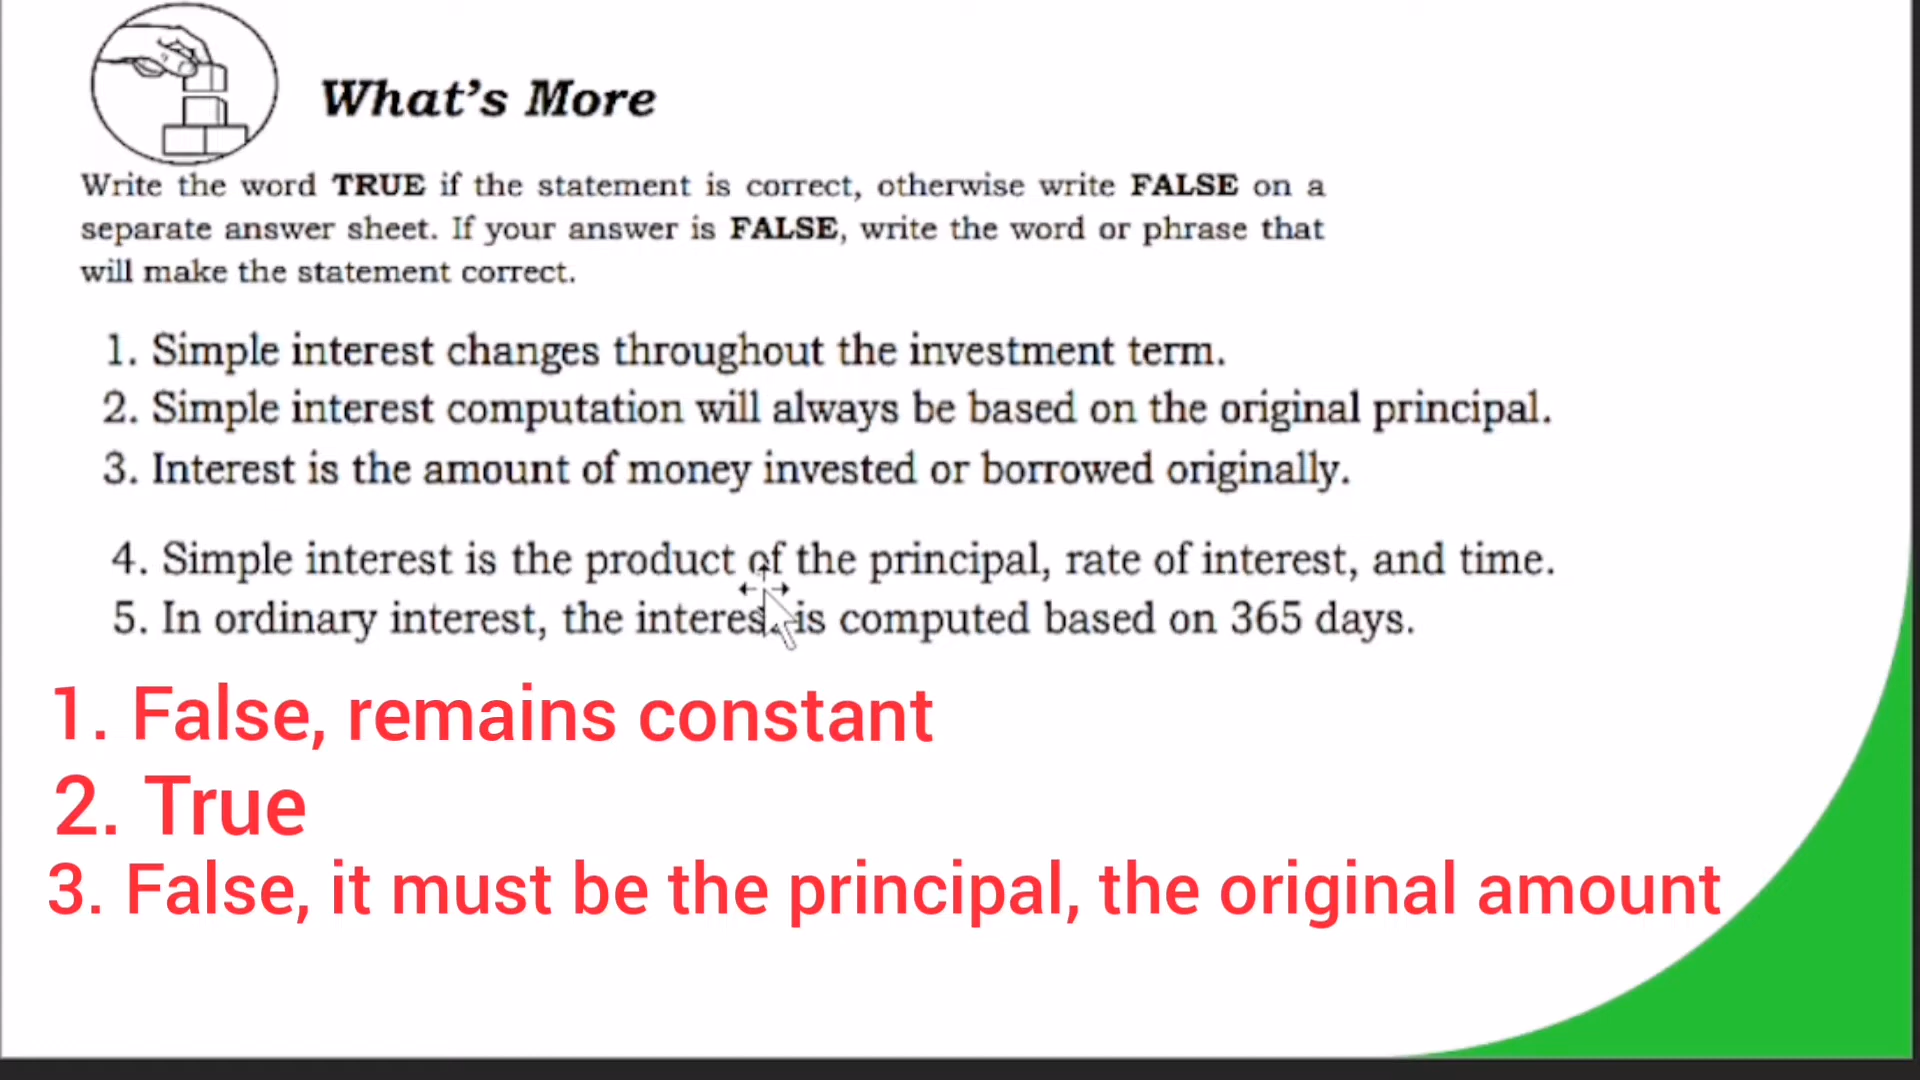 What's More
Write the word TRUE if the statement is correct, otherwise write FALSE on a
separate answer sheet. If your answer is FALSE, write the word or phrase that
will make the statement correct.
1. Simple interest changes throughout the investment term.
2. Simple interest computation will always be based on the original principal.
3. Interest is the amount of money invested or borrowed originally.
4. Simple interest is the product of the principal, rate of interest, and time.
5. In ordinary interest, the interest is computed based on 365 days.
1. False, remains constant
2. True
3. False, it must be the principal, the original amount